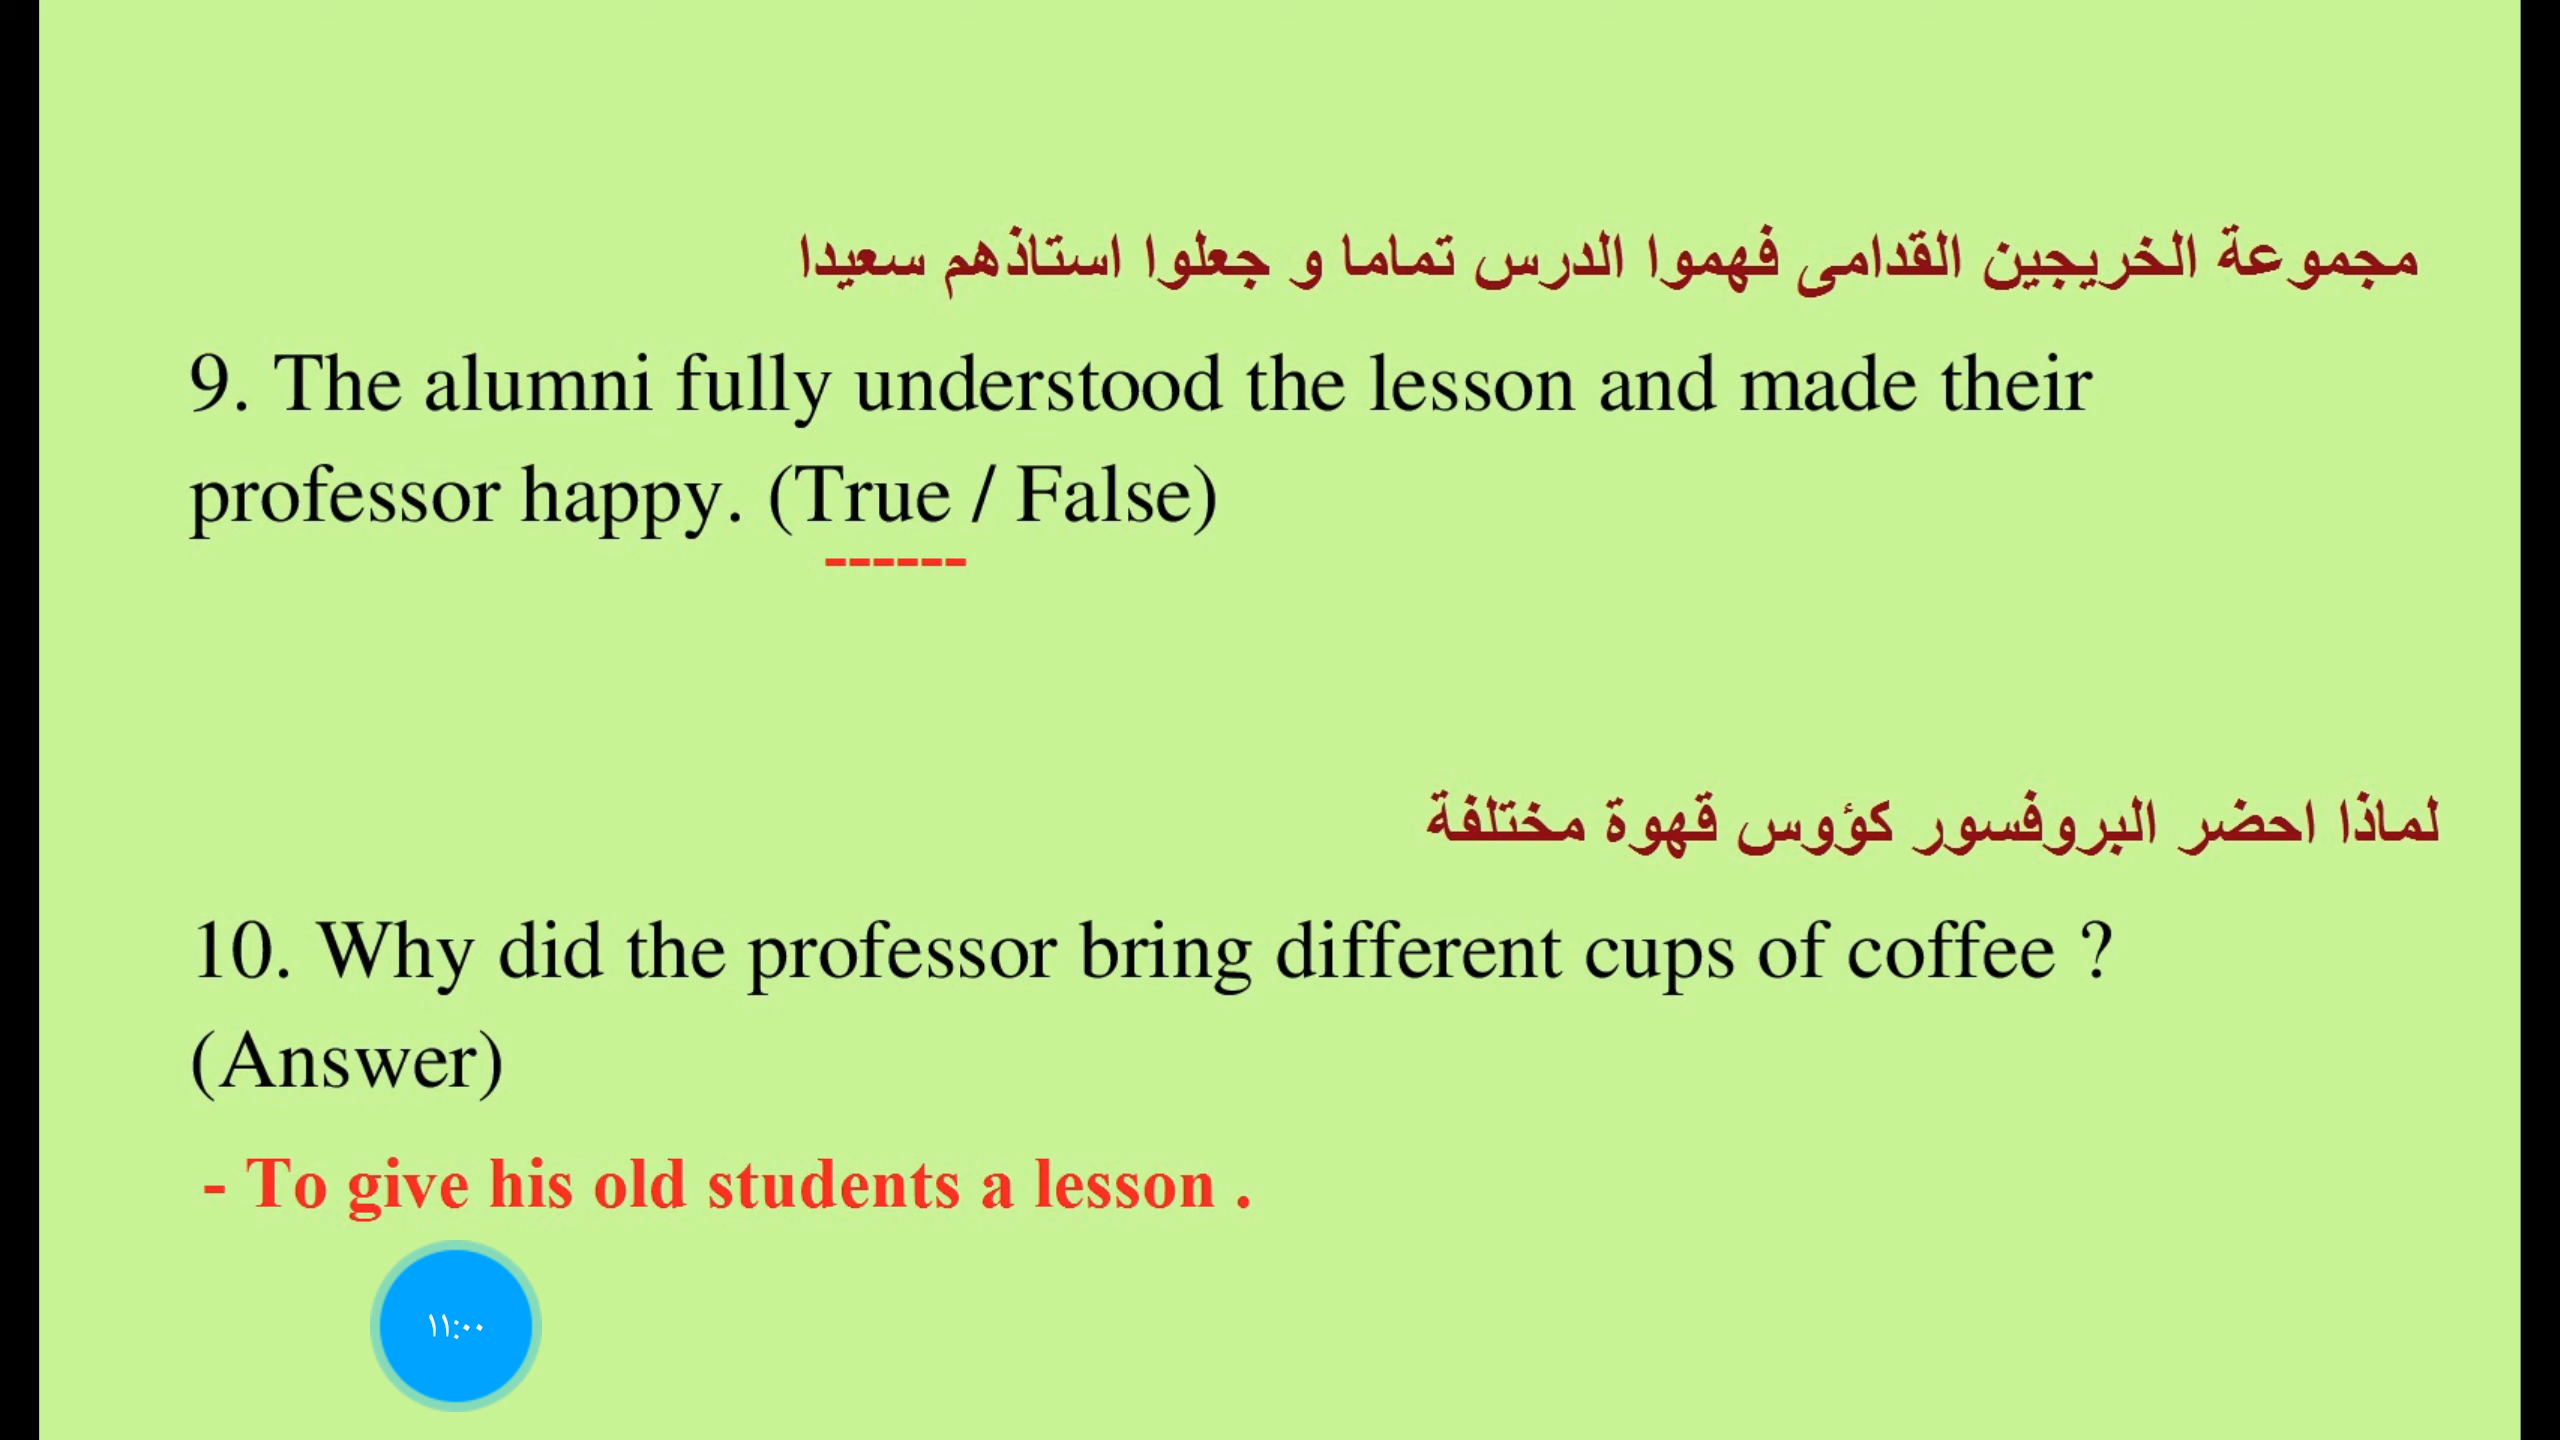 مجموعة الخريجين القدامى فهموا الدرس تماما و جعلوا استاذهم سعيدا
9. The alumni fully understood the lesson and made their
professor happy. (True / False)
------
لماذا احضر البروفسور كؤوس قهوة مختلفة
10. Why did the professor bring different cups of coffee ?
(Answer)
- To give his old students a lesson .
١١:٠٠